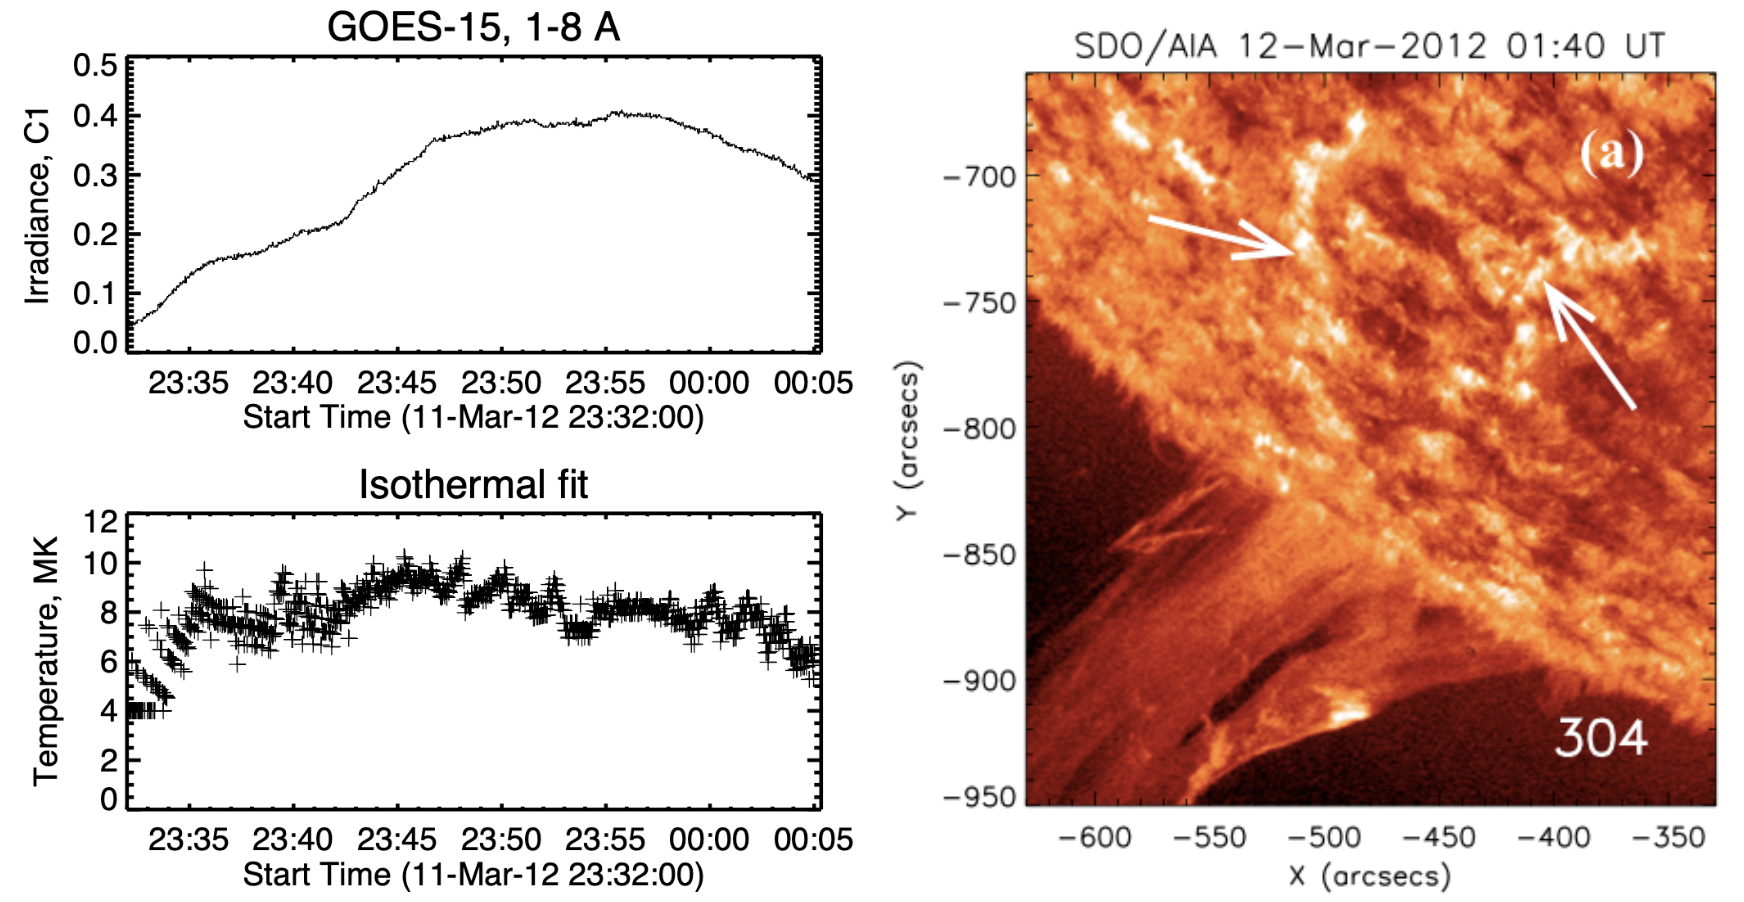 GOES-15, 1-8 A
Irradiance, C1
0.5
0.4
0.3
0.2
0.1
0.0
23:35 23:40 23:45 23:50 23:55 00:00 00:05
Start Time (11-Mar-12 23:32:00)
Isothermal fit
Temperature, MK
12
10
8
6
4
2
0
23:35 23:40 23:45 23:50 23:55 00:00 00:05
Start Time (11-Mar-12 23:32:00)
SDO/AIA 12-Mar-2012 01:40 UT
(a)
Y (arcsecs)
-700
-750
-800
-850
-900
-950
304
-600 -550 -500 -450 -400 -350
X (arcsecs)